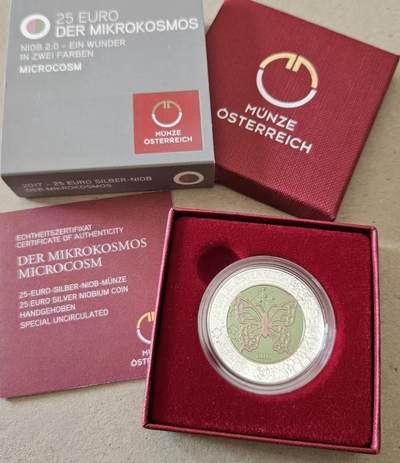 25 EURO
DER MIKROKOSMOS
NIOB 2.0 – EIN WUNDER
IN ZWEI FARBEN
MICROCOSM
MÜNZE
ÖSTERREICH
2017 - 25 EURO SILBER-NIOB
DER MIKROKOSMOS
MÜNZE
ÖSTERREICH
ECHTHEITSZERTIFIKAT
CERTIFICATE OF AUTHENTICITY
DER MIKROKOSMOS
MICROCOSM
25-EURO-SILBER-NIOB-MÜNZE
25 EURO SILVER NIOBIUM COIN
HANDGEHOBEN
SPECIAL UNCIRCULATED
MÜNZE
ÖSTERREICH